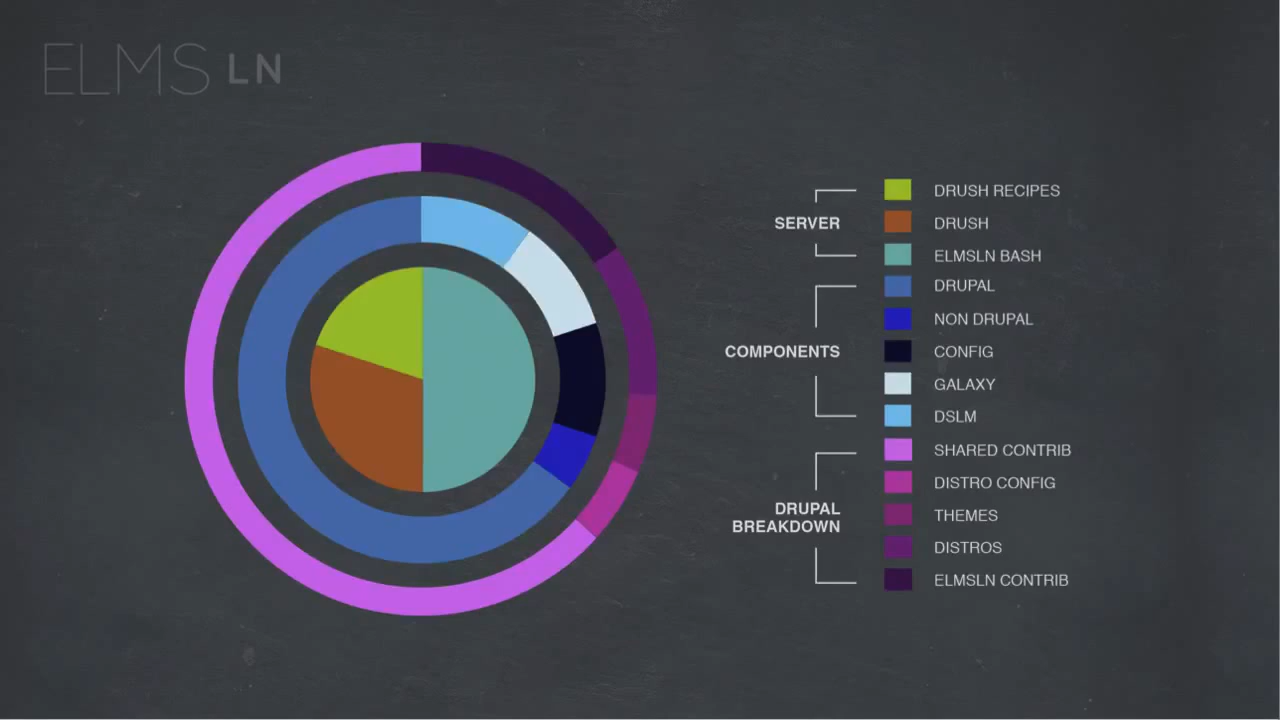 ELMS LN
DRUSH RECIPES
SERVER
DRUSH
ELMSLN BASH
DRUPAL
NON DRUPAL
COMPONENTS
CONFIG
GALAXY
DSLM
SHARED CONTRIB
DISTRO CONFIG
DRUPAL
BREAKDOWN
THEMES
DISTROS
ELMSLN CONTRIB